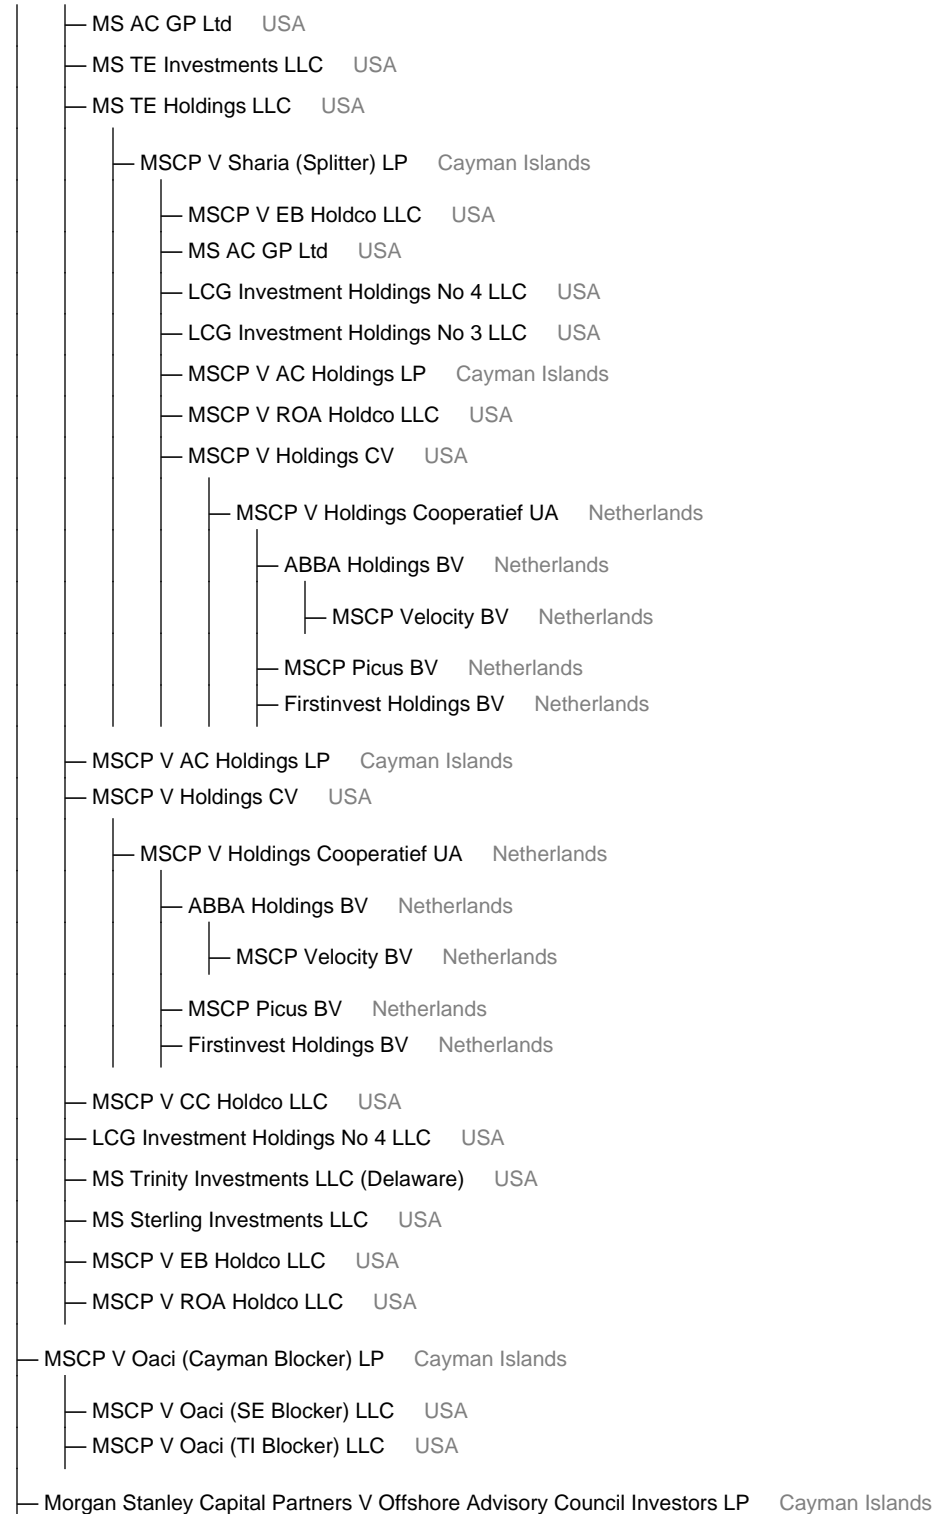 MS AC GP Ltd USA
MS TE Investments LLC USA
MS TE Holdings LLC USA
MSCP V Sharia (Splitter) LP Cayman Islands
MSCP V EB Holdco LLC USA
MS AC GP Ltd USA
LCG Investment Holdings No 4 LLC USA
LCG Investment Holdings No 3 LLC USA
MSCP V AC Holdings LP Cayman Islands
MSCP V ROA Holdco LLC USA
MSCP V Holdings CV USA
MSCP V Holdings Cooperatief UA Netherlands
ABBA Holdings BV Netherlands
MSCP Velocity BV Netherlands
MSCP Picus BV Netherlands
Firstinvest Holdings BV Netherlands
MSCP V AC Holdings LP Cayman Islands
MSCP V Holdings CV USA
MSCP V Holdings Cooperatief UA Netherlands
ABBA Holdings BV Netherlands
MSCP Velocity BV Netherlands
MSCP Picus BV Netherlands
Firstinvest Holdings BV Netherlands
MSCP V CC Holdco LLC USA
LCG Investment Holdings No 4 LLC USA
MS Trinity Investments LLC (Delaware) USA
MS Sterling Investments LLC USA
MSCP V EB Holdco LLC USA
MSCP V ROA Holdco LLC USA
MSCP V Oaci (Cayman Blocker) LP Cayman Islands
MSCP V Oaci (SE Blocker) LLC USA
MSCP V Oaci (TI Blocker) LLC USA
Morgan Stanley Capital Partners V Offshore Advisory Council Investors LP Cayman Islands